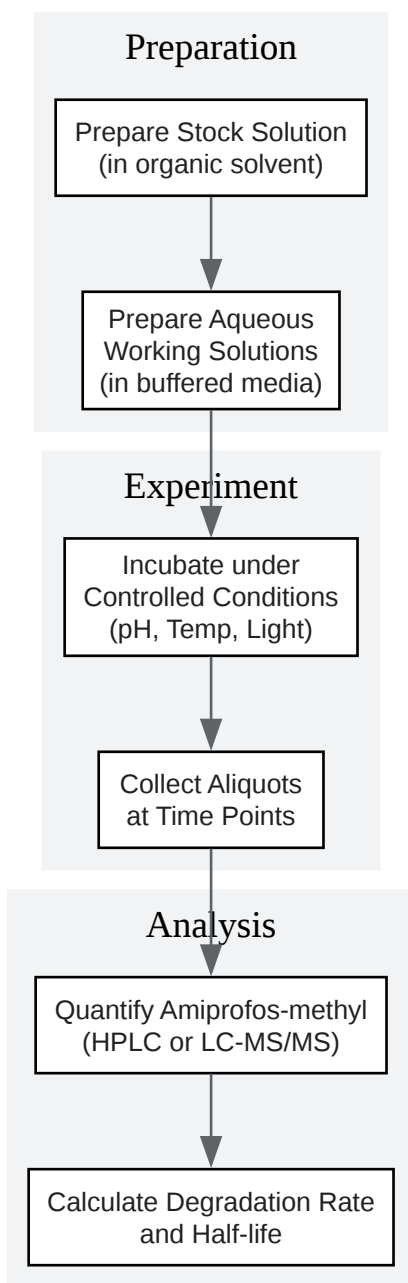 Preparation
Prepare Stock Solution
(in organic solvent)
Prepare Aqueous
Working Solutions
(in buffered media)
Experiment
Incubate under
Controlled Conditions
(pH, Temp, Light)
Collect Aliquots
at Time Points
Analysis
Quantify Amiprofos-methyl
(HPLC or LC-MS/MS)
Calculate Degradation Rate
and Half-life